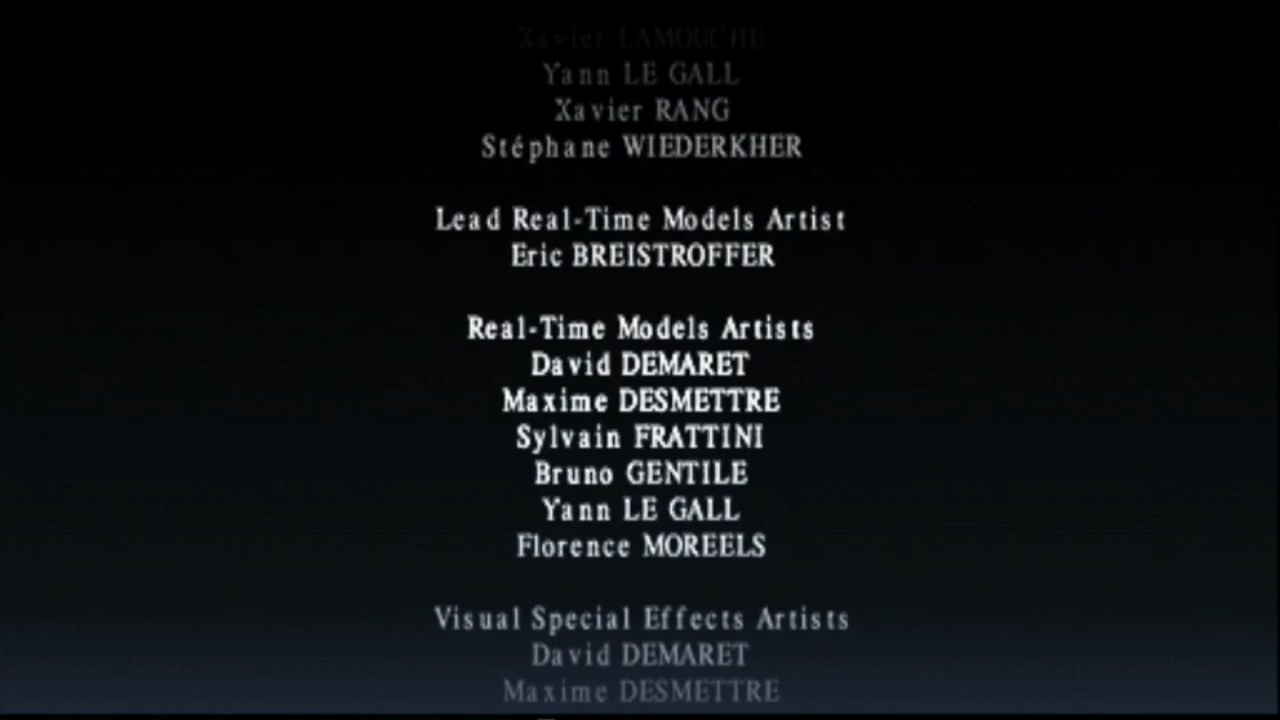 Xavier LAMOUCHE
Yann LE GALL
Xavier RANG
Stéphane WIEDERKHER
Lead Real-Time Models Artist
Eric BREISTROFFER
Real-Time Models Artists
David DEMARET
Maxime DESMETTRE
Sylvain FRATTINI
Bruno GENTILE
Yann LE GALL
Florence MOREELS
Visual Special Effects Artists
David DEMARET
Maxime DESMETTRE